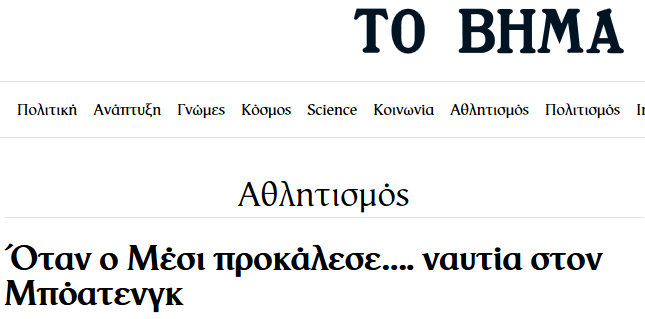 ΤΟ ΒΗΜΑ
Πολιτική Ανάπτυξη Γνώμες Κόσμος Science Κοινωνία Αθλητισμός Πολιτισμός
Αθλητισμός
Όταν ο Μέσι προκάλεσε.... ναυτία στον
Μπόατενγκ